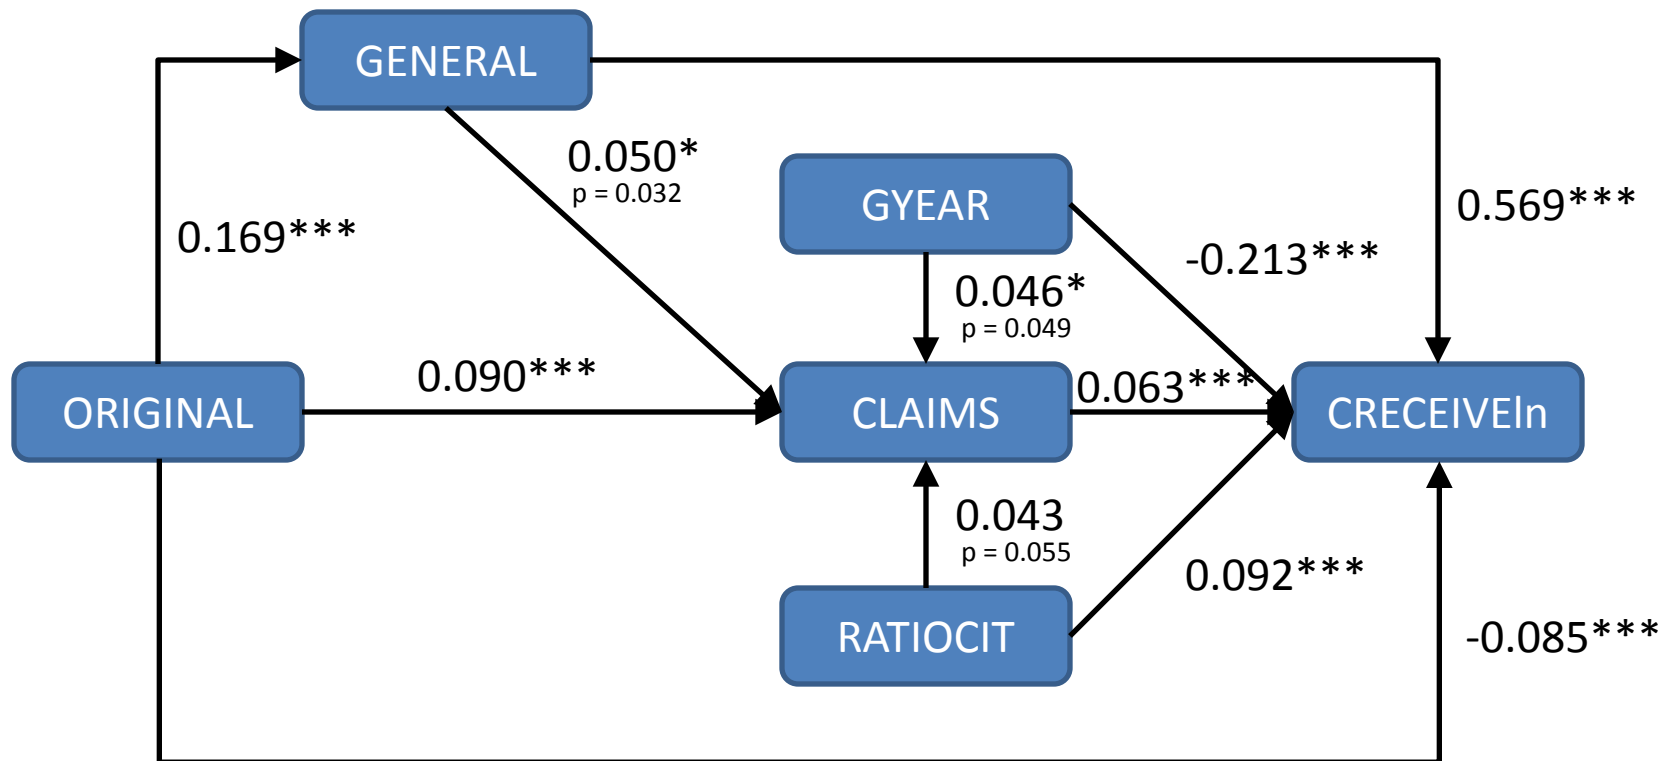 GENERAL
0.050*
p = 0.032
GYEAR
0.569***
0.169***
-0.213***
0.046*
p = 0.049
0.090***
0.063***
ORIGINAL
CLAIMS
CRECEIVEln
0.043
p = 0.055
0.092***
RATIOCIT
-0.085***